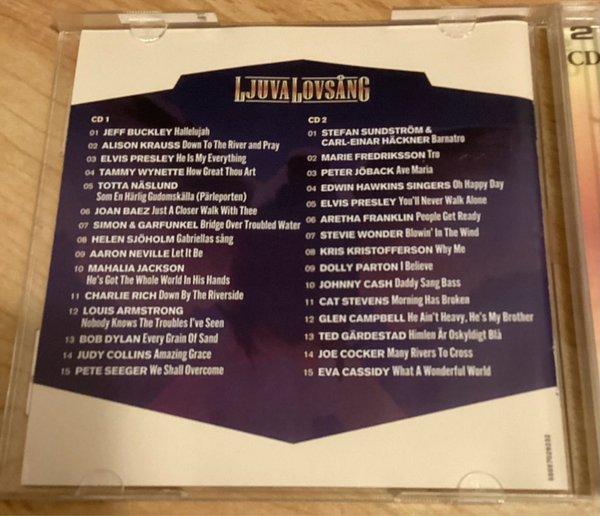 LJUVA LOVSÅNG
CD 1
01 JEFF BUCKLEY Hallelujah
02 ALISON KRAUSS Down To The River and Pray
03 ELVIS PRESLEY He Is My Everything
04 TAMMY WYNETTE How Great Thou Art
05 TOTTA NÄSLUND
Som En Härlig Gudomskälla (Pärleporten)
06 JOAN BAEZ Just A Closer Walk With Thee
07 SIMON & GARFUNKEL Bridge Over Troubled Water
08 HELEN SJÖHOLM Gabriellas sång
09 AARON NEVILLE Let It Be
10 MAHALIA JACKSON
He's Got The Whole World In His Hands
11 CHARLIE RICH Down By The Riverside
12 LOUIS ARMSTRONG
Nobody Knows The Troubles I've Seen
13 BOB DYLAN Every Grain Of Sand
14 JUDY COLLINS Amazing Grace
15 PETE SEEGER We Shall Overcome
CD 2
01 STEFAN SUNDSTRÖM &
CARL-EINAR HÄCKNER Barnatro
02 MARIE FREDRIKSSON Tro
03 PETER JÖBACK Ave Maria
04 EDWIN HAWKINS SINGERS Oh Happy Day
05 ELVIS PRESLEY You'll Never Walk Alone
06 ARETHA FRANKLIN People Get Ready
07 STEVIE WONDER Blowin' In The Wind
08 KRIS KRISTOFFERSON Why Me
09 DOLLY PARTON I Believe
10 JOHNNY CASH Daddy Sang Bass
11 CAT STEVENS Morning Has Broken
12 GLEN CAMPBELL He Ain't Heavy, He's My Brother
13 TED GÄRDESTAD Himlen Är Oskyldigt Blå
14 JOE COCKER Many Rivers To Cross
15 EVA CASSIDY What A Wonderful World
2
CD